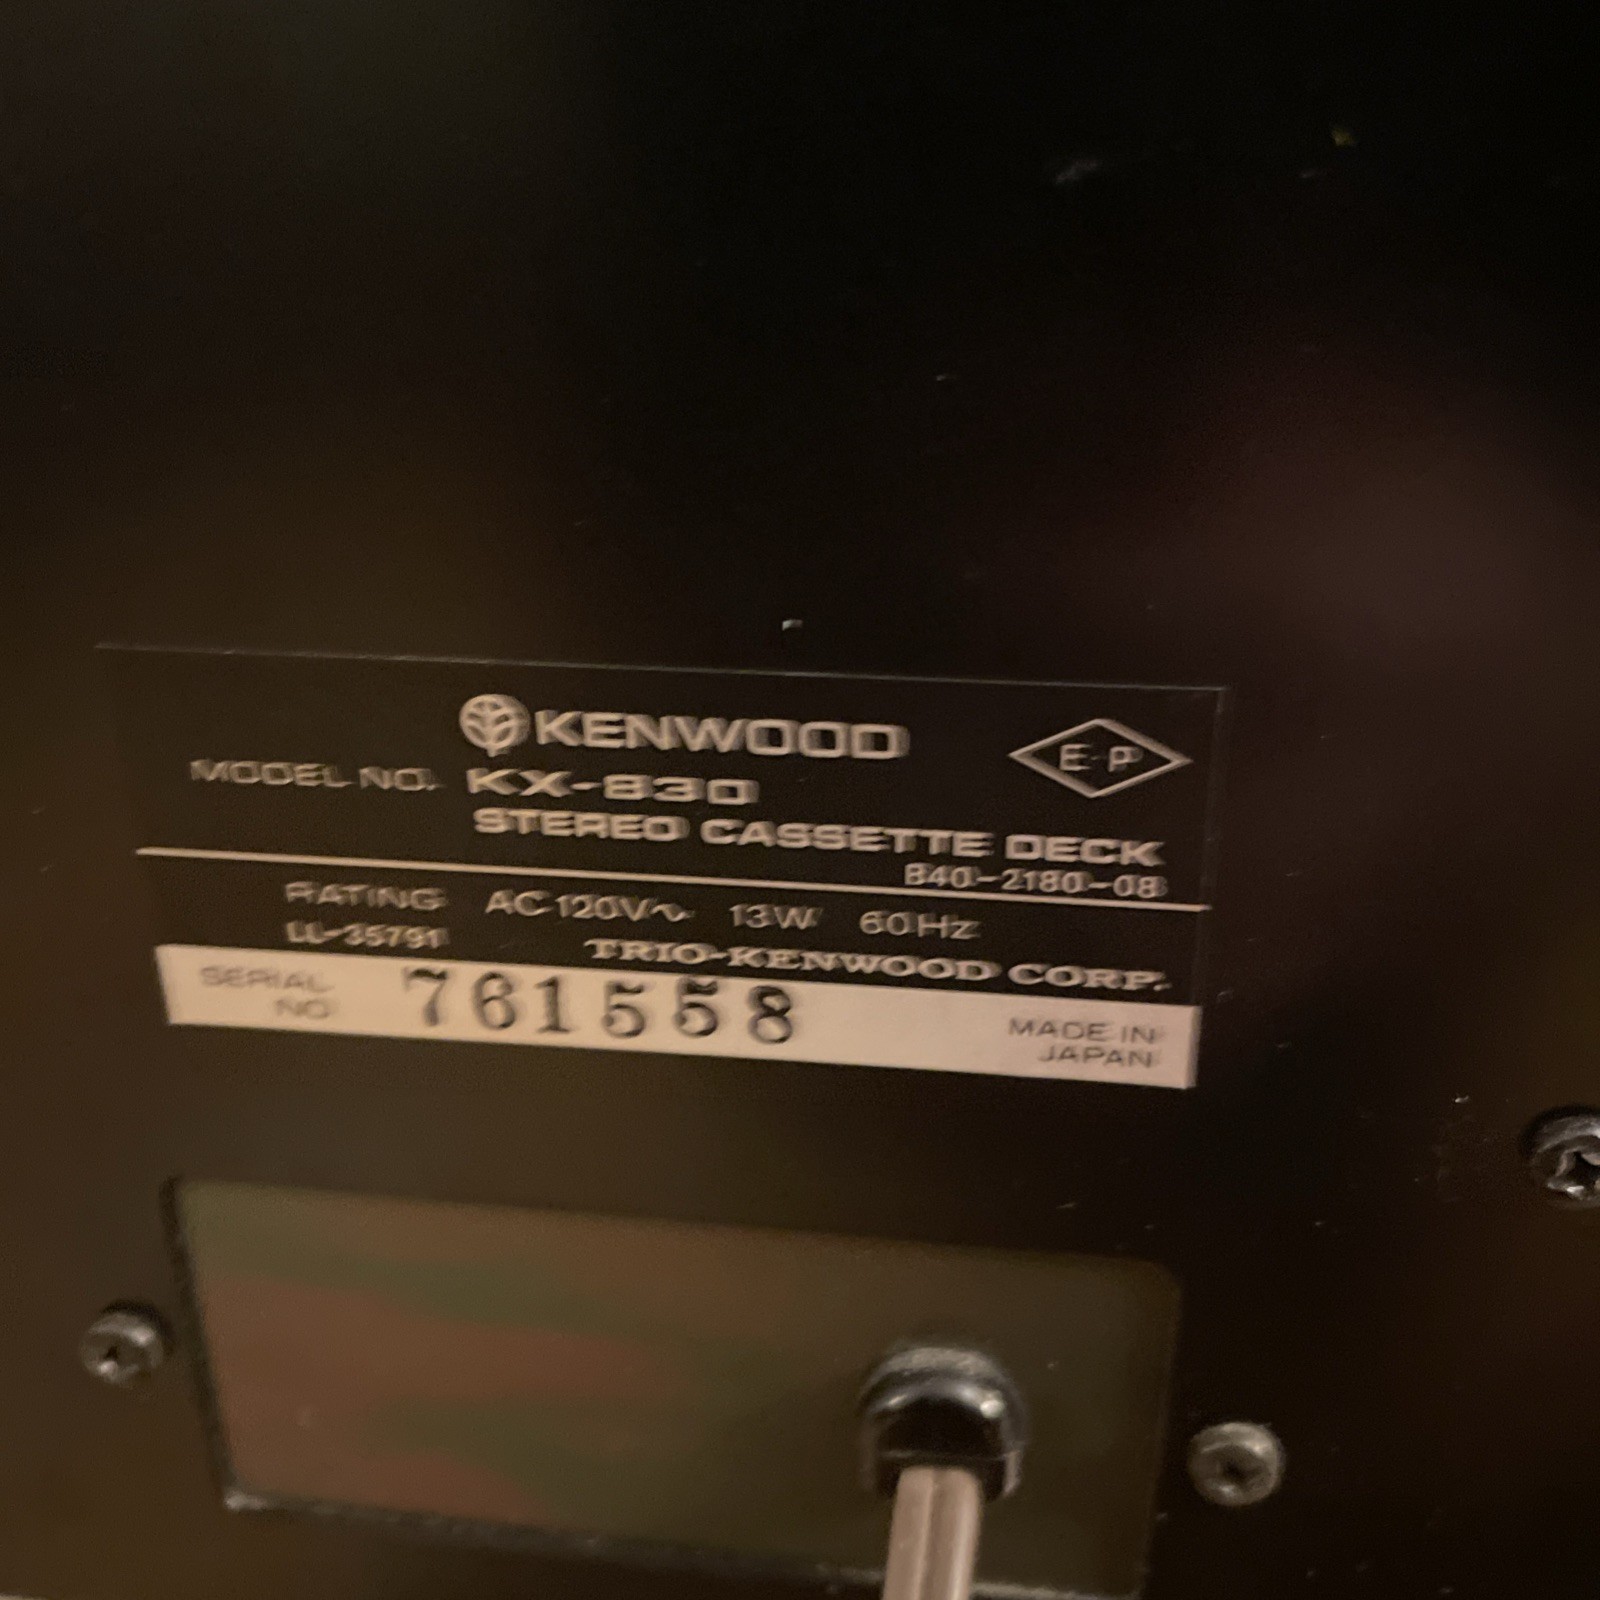 KENWOOD
E-P
MODEL NO. KX-830
STEREO CASSETTE DECK
B40-2180-08
RATING AC 120V~ 13W 60Hz
LL-35791 TRIO-KENWOOD CORP.
SERIAL NO 761558
MADE IN
JAPAN